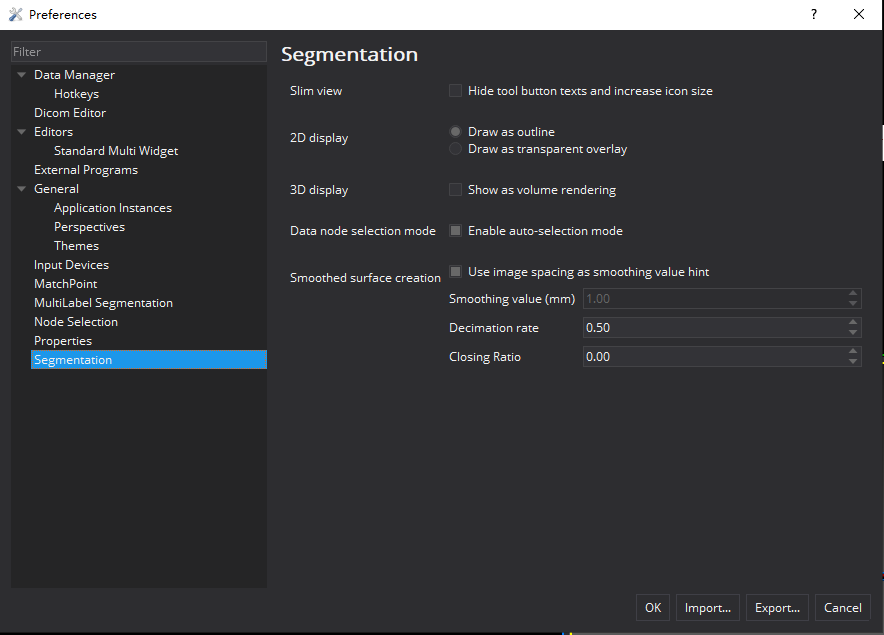 Preferences
?
Filter
Data Manager
Hotkeys
Dicom Editor
Editors
Standard Multi Widget
External Programs
General
Application Instances
Perspectives
Themes
Input Devices
MatchPoint
MultiLabel Segmentation
Node Selection
Properties
Segmentation
Segmentation
Slim view
Hide tool button texts and increase icon size
2D display
Draw as outline
Draw as transparent overlay
3D display
Show as volume rendering
Data node selection mode
Enable auto-selection mode
Smoothed surface creation
Use image spacing as smoothing value hint
Smoothing value (mm) 1.00
Decimation rate 0.50
Closing Ratio 0.00
OK Import... Export... Cancel